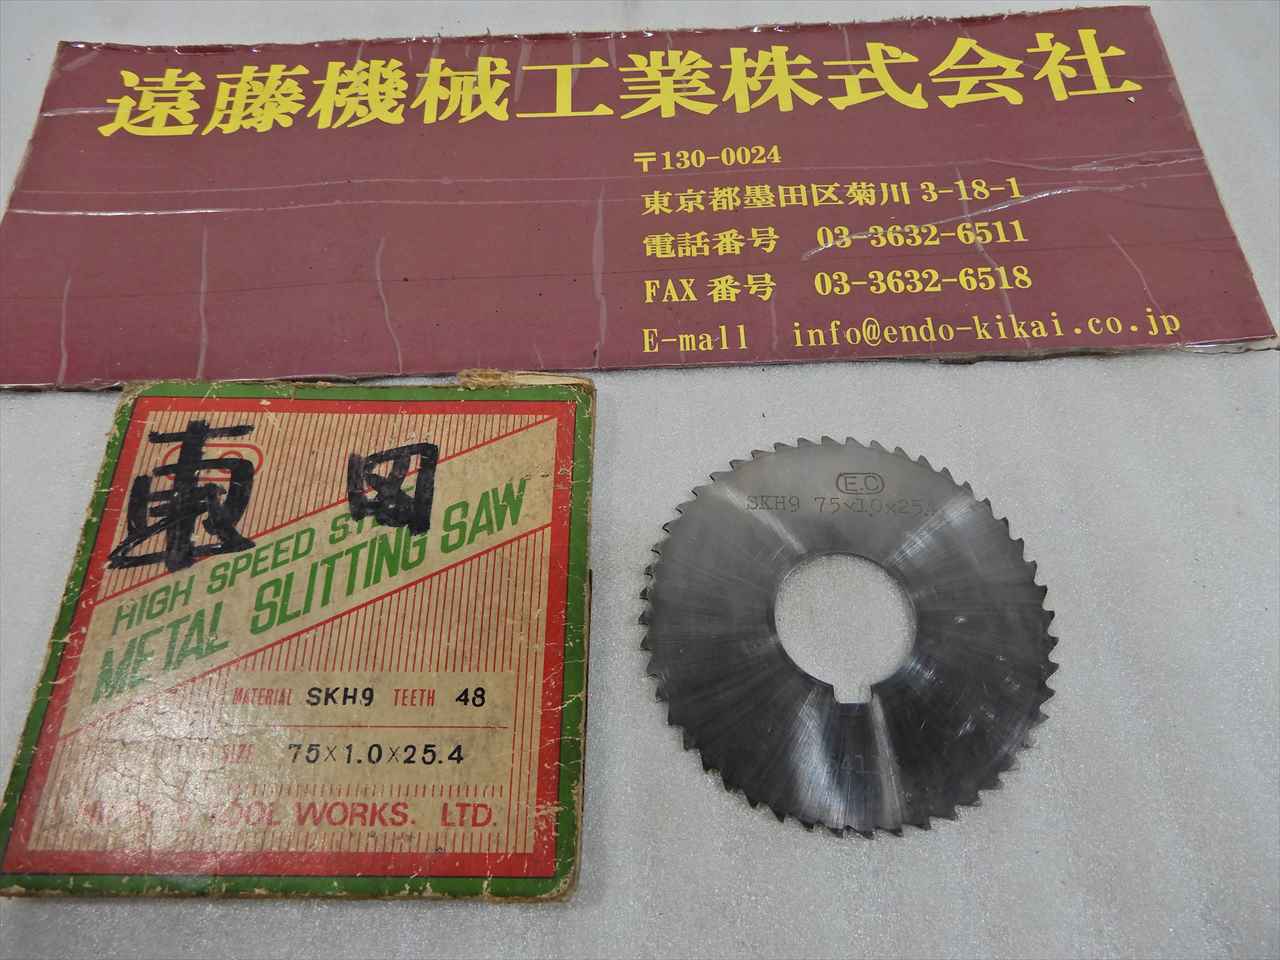 遠藤機械工業株式会社
〒130-0024
東京都墨田区菊川 3-18-1
電話番号 03-3632-6511
FAX 番号 03-3632-6518
E-mall info@endo-kikai.co.jp
HIGH SPEED
METAL SLITTING SAW
MATERIAL SKH9 TEETH 48
SIZE 75×1.0×25.4
TOOL WORKS. LTD.
E.C
SKH9 75×1.0×25.4